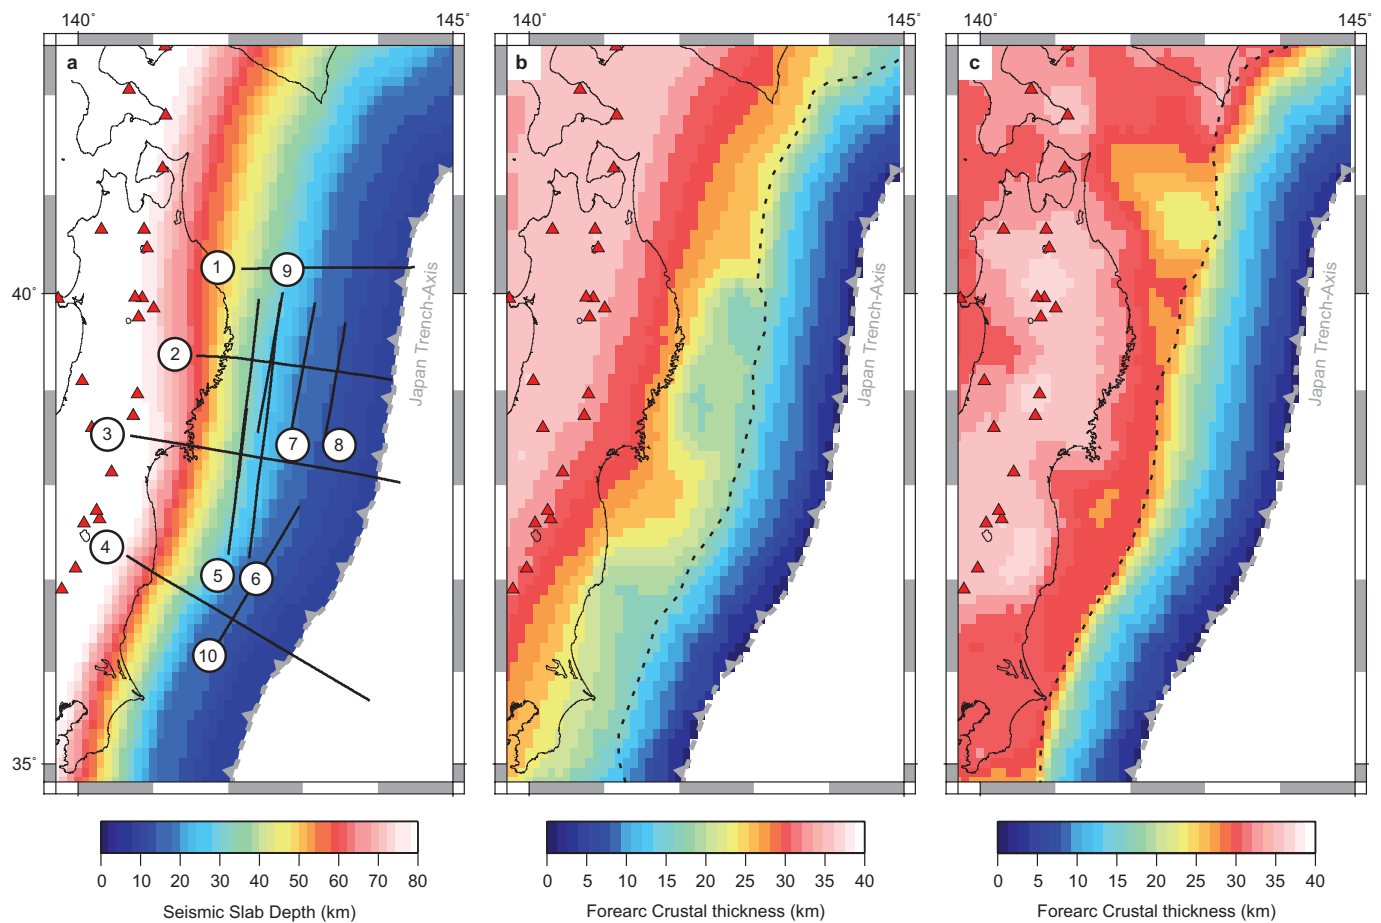 140˚ 145˚ 140˚ 145˚ 140˚ 145˚
a b c
40˚
35˚
1 9
2
3 7 8
4
5 6
10
Japan Trench-Axis
Japan Trench-Axis
Japan Trench-Axis
0 10 20 30 40 50 60 70 80
Seismic Slab Depth (km)
0 5 10 15 20 25 30 35 40
Forearc Crustal thickness (km)
0 5 10 15 20 25 30 35 40
Forearc Crustal thickness (km)